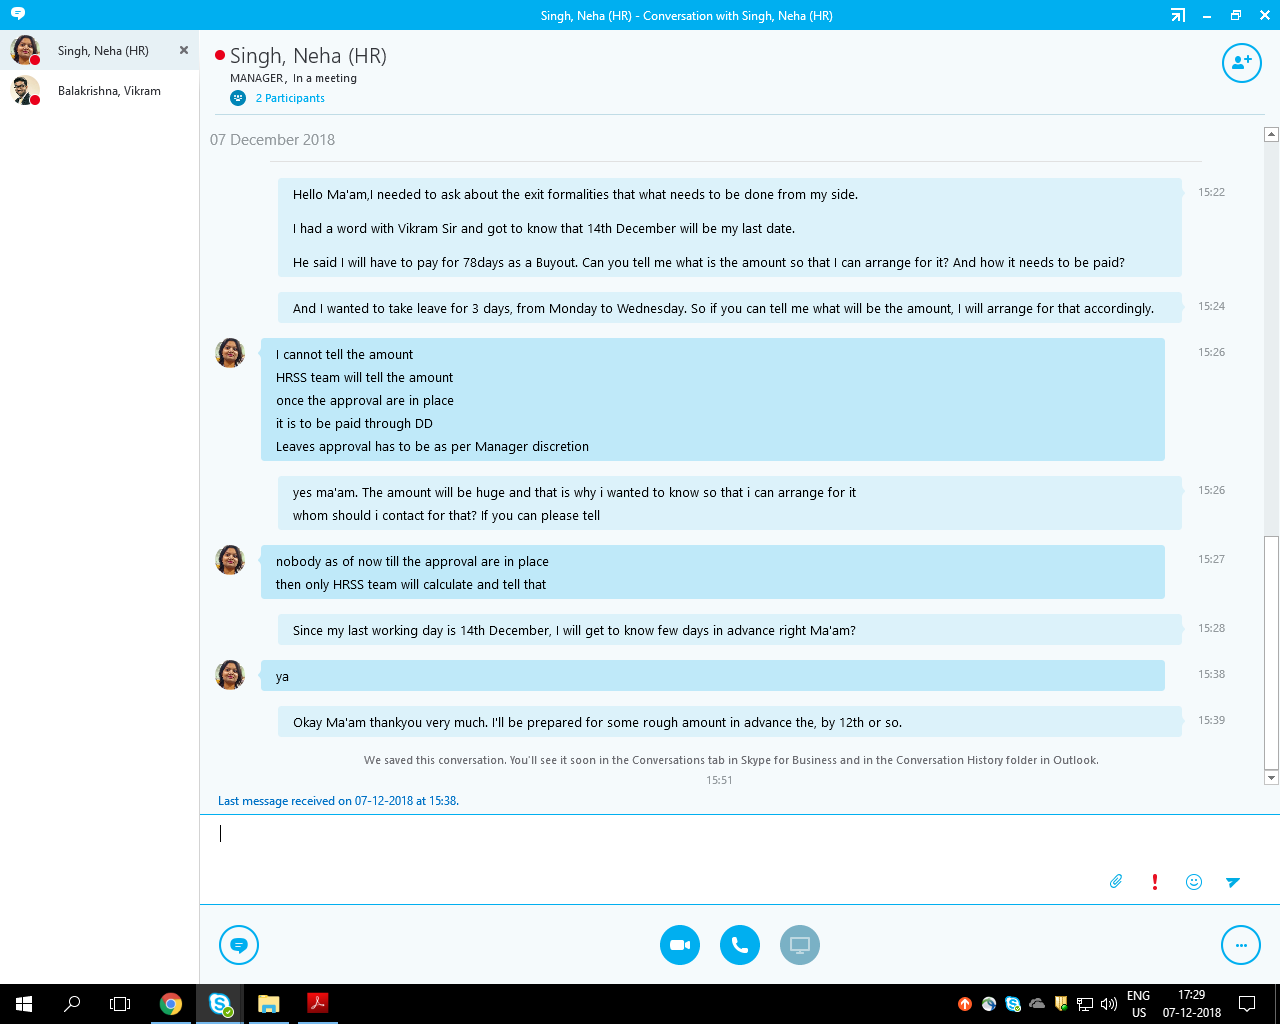 Singh, Neha (HR) - Conversation with Singh, Neha (HR)
Singh, Neha (HR)
Balakrishna, Vikram
Singh, Neha (HR)
MANAGER, In a meeting
2 Participants
07 December 2018
Hello Ma'am,I needed to ask about the exit formalities that what needs to be done from my side.
15:22
I had a word with Vikram Sir and got to know that 14th December will be my last date.
He said I will have to pay for 78days as a Buyout. Can you tell me what is the amount so that I can arrange for it? And how it needs to be paid?
And I wanted to take leave for 3 days, from Monday to Wednesday. So if you can tell me what will be the amount, I will arrange for that accordingly.
15:24
I cannot tell the amount
15:26
HRSS team will tell the amount
once the approval are in place
it is to be paid through DD
Leaves approval has to be as per Manager discretion
yes ma'am. The amount will be huge and that is why i wanted to know so that i can arrange for it
15:26
whom should i contact for that? If you can please tell
nobody as of now till the approval are in place
15:27
then only HRSS team will calculate and tell that
Since my last working day is 14th December, I will get to know few days in advance right Ma'am?
15:28
ya
15:38
Okay Ma'am thankyou very much. I'll be prepared for some rough amount in advance the, by 12th or so.
15:39
We saved this conversation. You'll see it soon in the Conversations tab in Skype for Business and in the Conversation History folder in Outlook.
15:51
Last message received on 07-12-2018 at 15:38.
ENG
US
17:29
07-12-2018